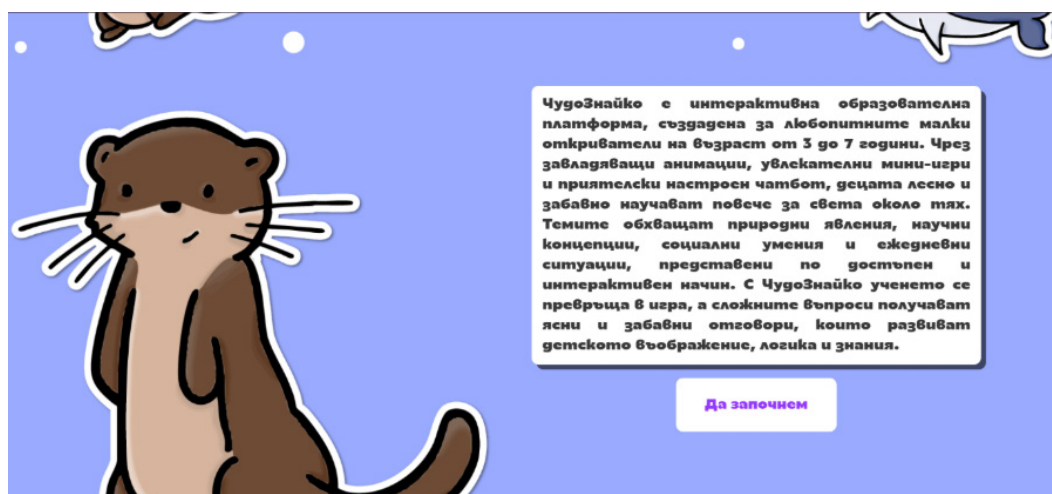 ЧудоЗнайко е интерактивна образователна
платформа, създадена за любопитните малки
откриватели на възраст от 3 до 7 години. Чрез
завладяващи анимации, увлекателни мини-игри
и приятелски настроен чатбот, децата лесно и
забавно научават повече за света около тях.
Темите обхващат природни явления, научни
концепции, социални умения и ежедневни
ситуации, представени по достъпен и
интерактивен начин. С ЧудоЗнайко ученето се
превръща в игра, а сложните въпроси получават
ясни и забавни отговори, които развиват
детското въображение, логика и знания.
Да започнем